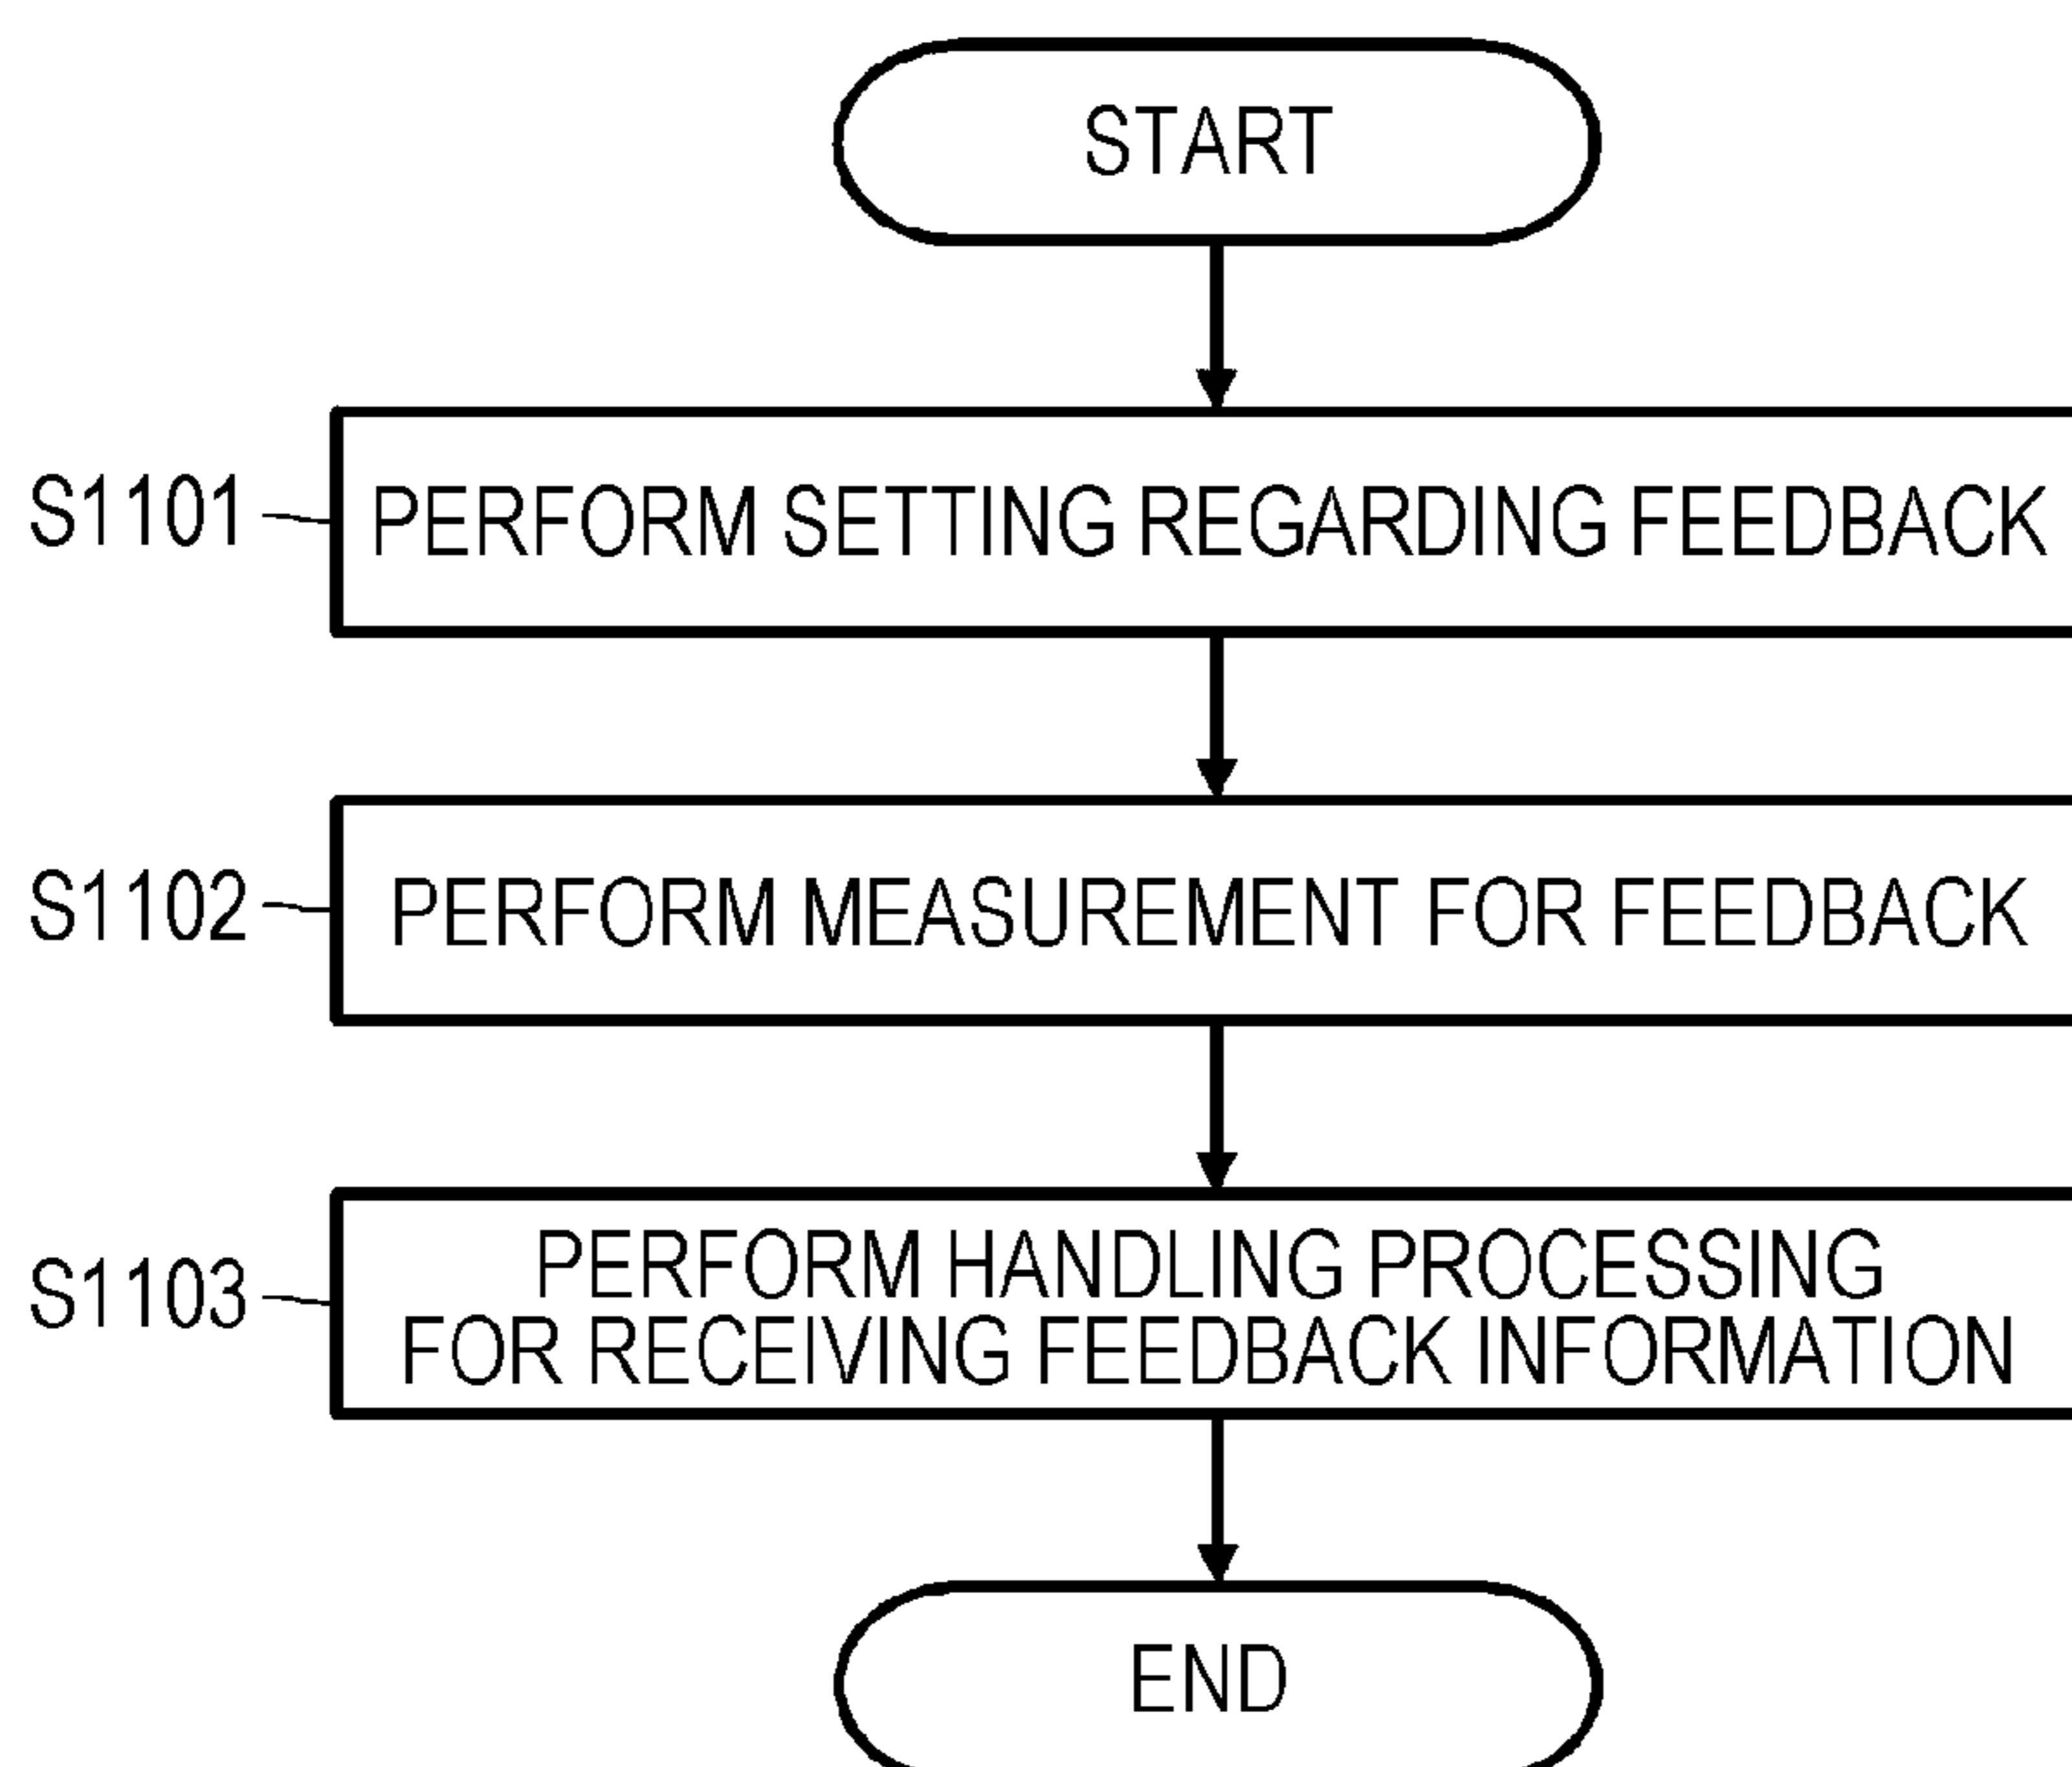 START
S1101
PERFORM SETTING REGARDING FEEDBACK
S1102
PERFORM MEASUREMENT FOR FEEDBACK
S1103
PERFORM HANDLING PROCESSING
FOR RECEIVING FEEDBACK INFORMATION
END